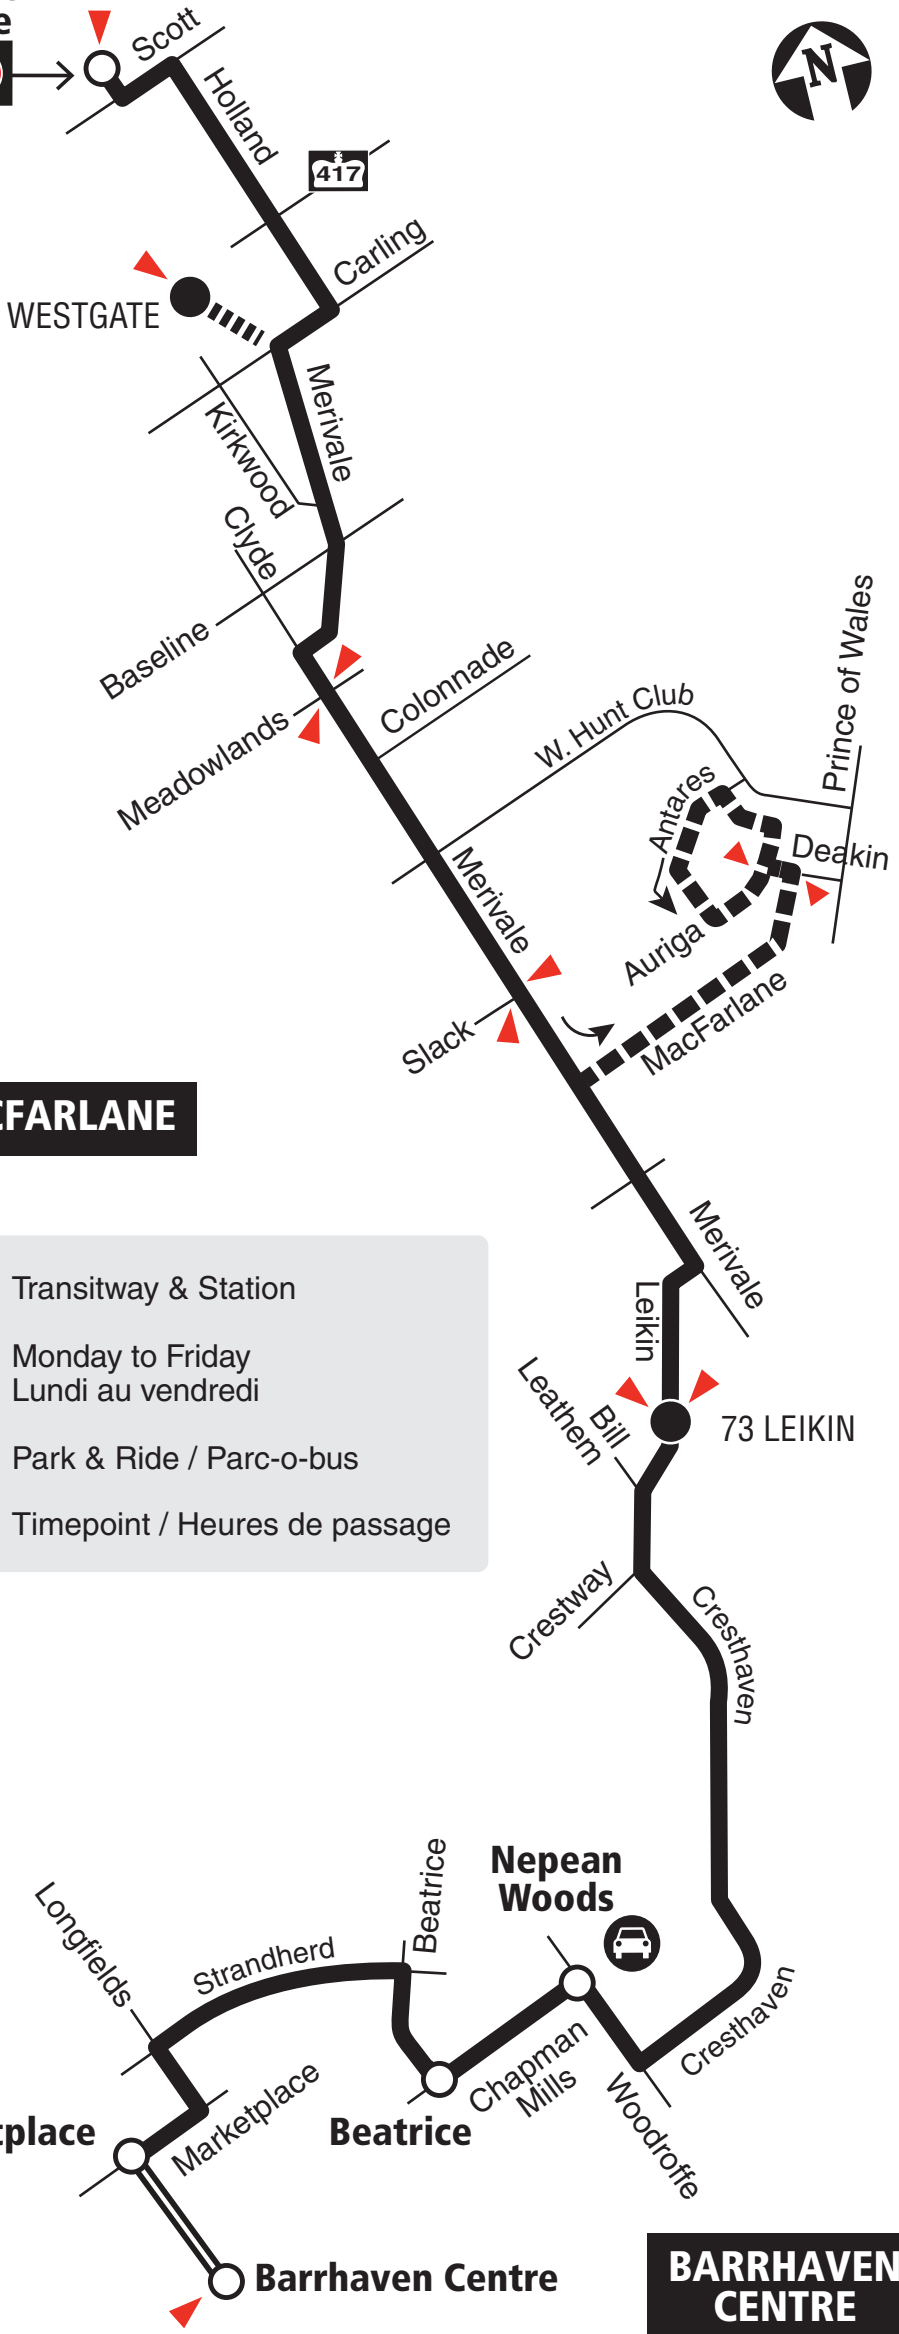 Scott
Holland
417
Carling
WESTGATE
Merivale
Kirkwood
Clyde
Baseline
Meadowlands
Colonnade
W. Hunt Club
Prince of Wales
Antares
Deakin
Merivale
Auriga
MacFarlane
Slack
CFARLANE
Merivale
Transitway & Station
Monday to Friday
Lundi au vendredi
Park & Ride / Parc-o-bus
Timepoint / Heures de passage
Leikin
Bill
Leathem
73 LEIKIN
Crestway
Cresthaven
Nepean
Woods
Beatrice
Longfields
Strandherd
Cresthaven
Chapman
Mills
Woodroffe
Marketplace
tplace
Beatrice
Barrhaven Centre
BARRHAVEN
CENTRE
N